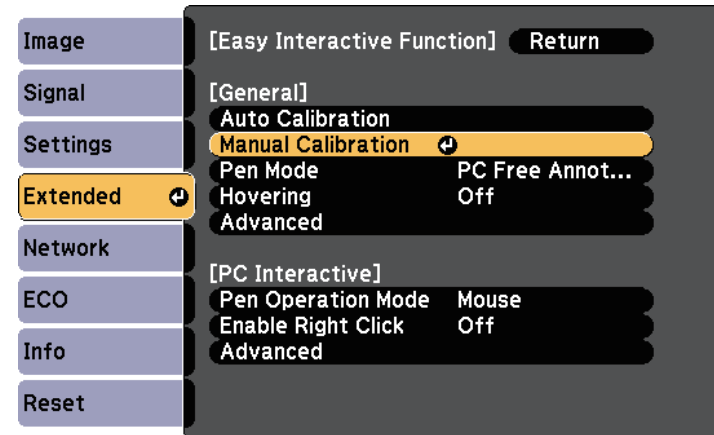 Image
Signal
Settings
Extended
Network
ECO
Info
Reset
[Easy Interactive Function] Return
[General]
Auto Calibration
Manual Calibration
Pen Mode PC Free Annot...
Hovering Off
Advanced
[PC Interactive]
Pen Operation Mode Mouse
Enable Right Click Off
Advanced